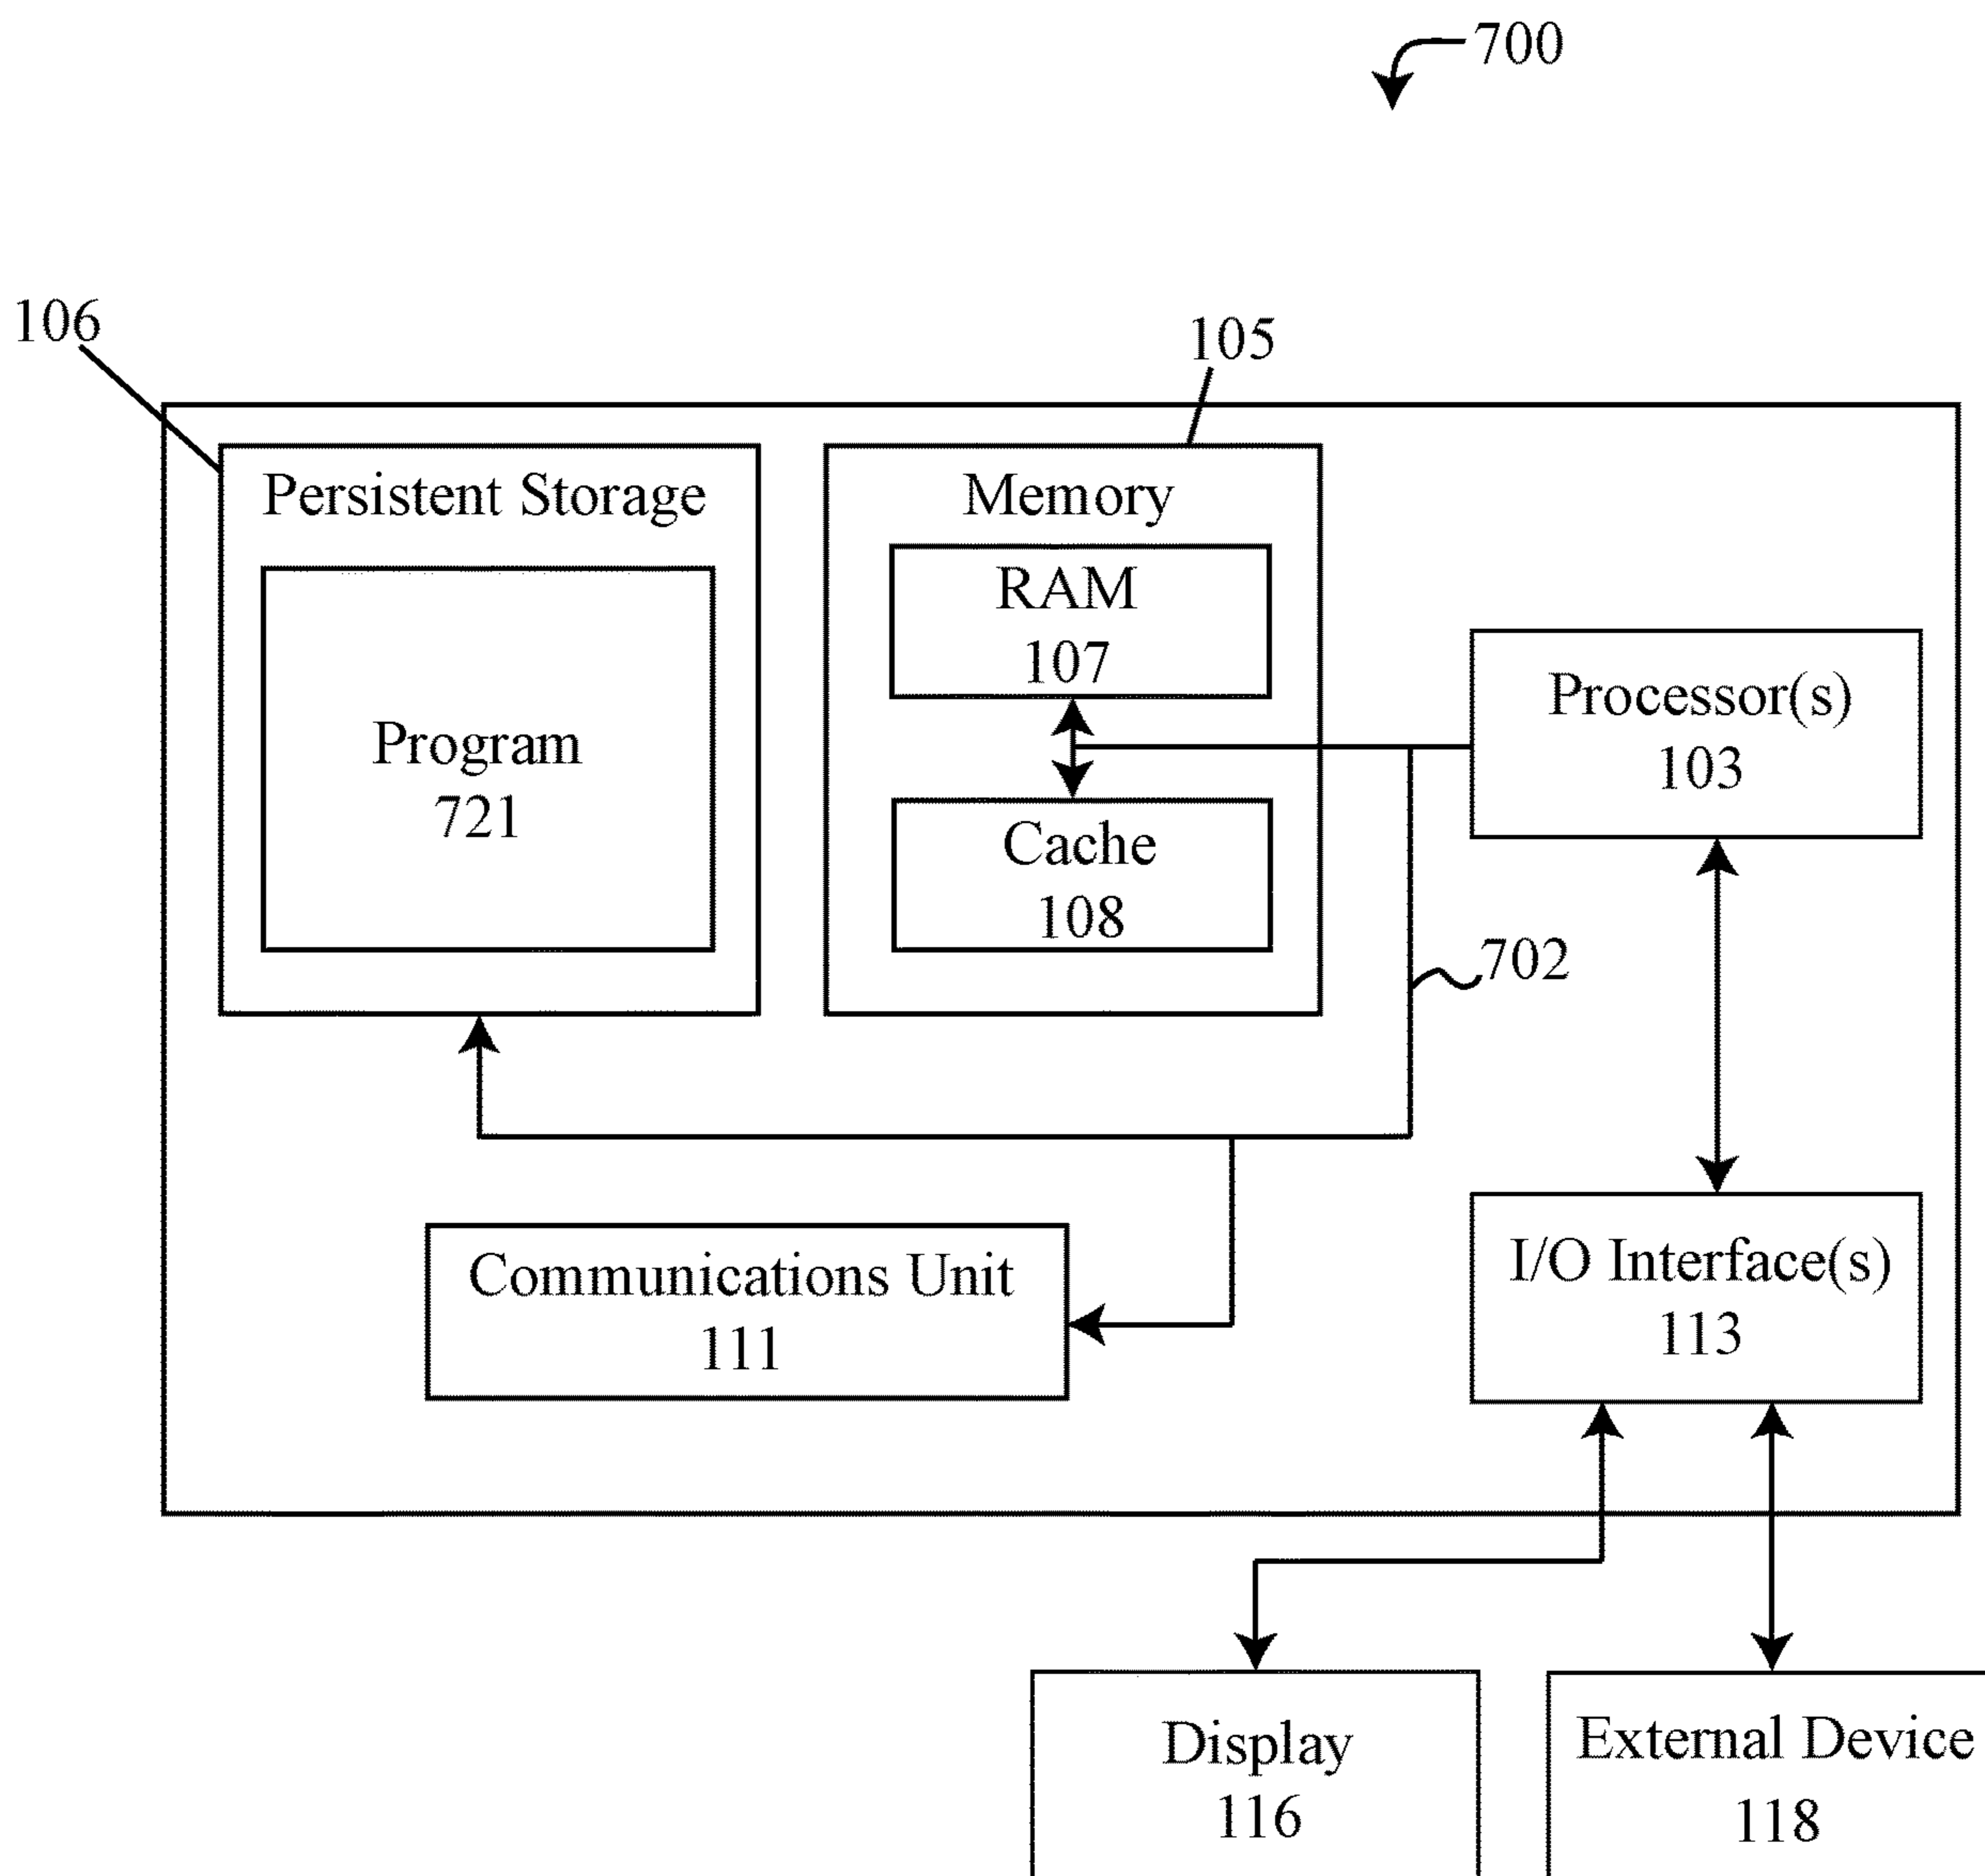 700
106
105
Persistent Storage
Memory
RAM
107
Program
721
Cache
108
Processor(s)
103
702
Communications Unit
111
I/O Interface(s)
113
Display
116
External Device
118